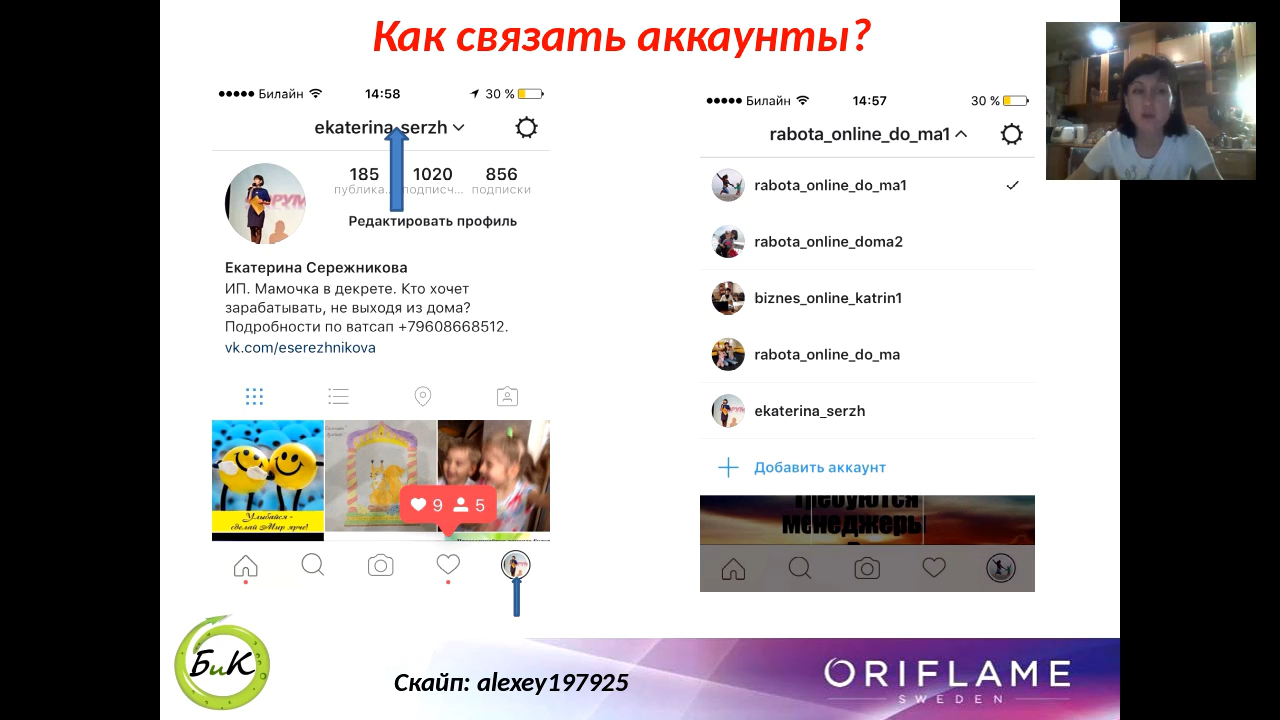 Как связать аккаунты?
Билайн 14:58 30 %
ekaterina_serzh
185 1020 856
публика... подписч... подписки
Редактировать профиль
Екатерина Сережникова
ИП. Мамочка в декрете. Кто хочет
зарабатывать, не выходя из дома?
Подробности по ватсап +79608668512.
vk.com/eserezhnikova
Улыбайся -
сделай Мир ярче!
9 5
Билайн 14:57 30 %
rabota_online_do_ma1
rabota_online_do_ma1
rabota_online_doma2
biznes_online_katrin1
rabota_online_do_ma
ekaterina_serzh
Добавить аккаунт
Требуются
менеджеры
БиК
Скайп: alexey197925
ORIFLAME
SWEDEN